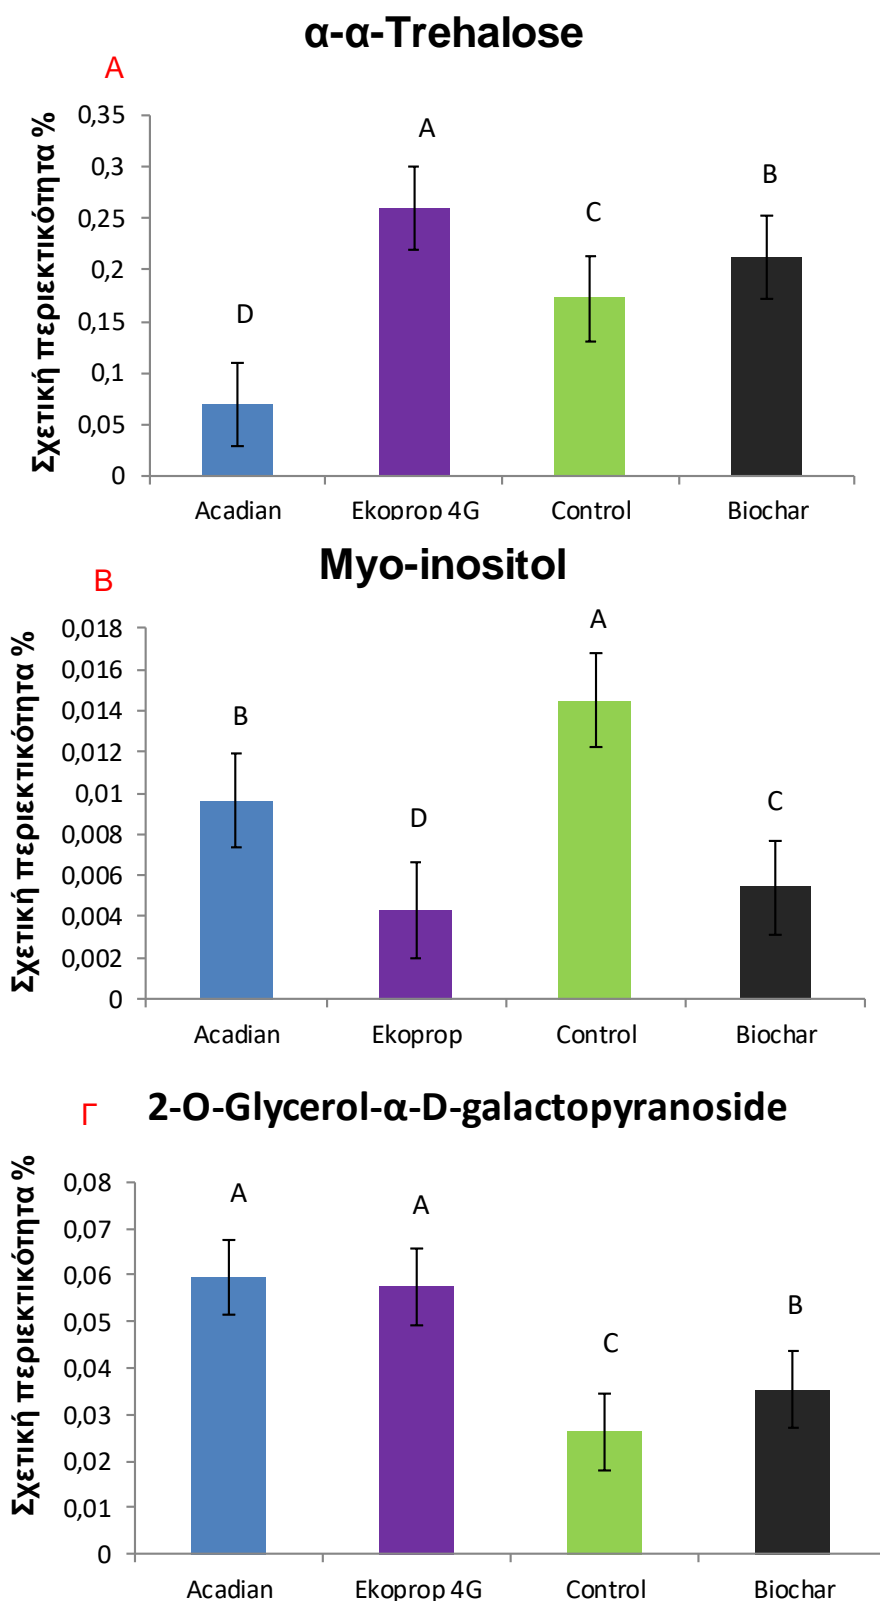 α-α-Trehalose
A
Σχετική περιεκτικότητα %
0,35
0,3
0,25
0,2
0,15
0,1
0,05
0
D
A
C
B
Acadian Ekoprop 4G Control Biochar
Myo-inositol
B
Σχετική περιεκτικότητα %
0,018
0,016
0,014
0,012
0,01
0,008
0,006
0,004
0,002
0
B
D
A
C
Acadian Ekoprop Control Biochar
Γ
2-O-Glycerol-α-D-galactopyranoside
Σχετική περιεκτικότητα %
0,08
0,07
0,06
0,05
0,04
0,03
0,02
0,01
0
A
A
C
B
Acadian Ekoprop 4G Control Biochar